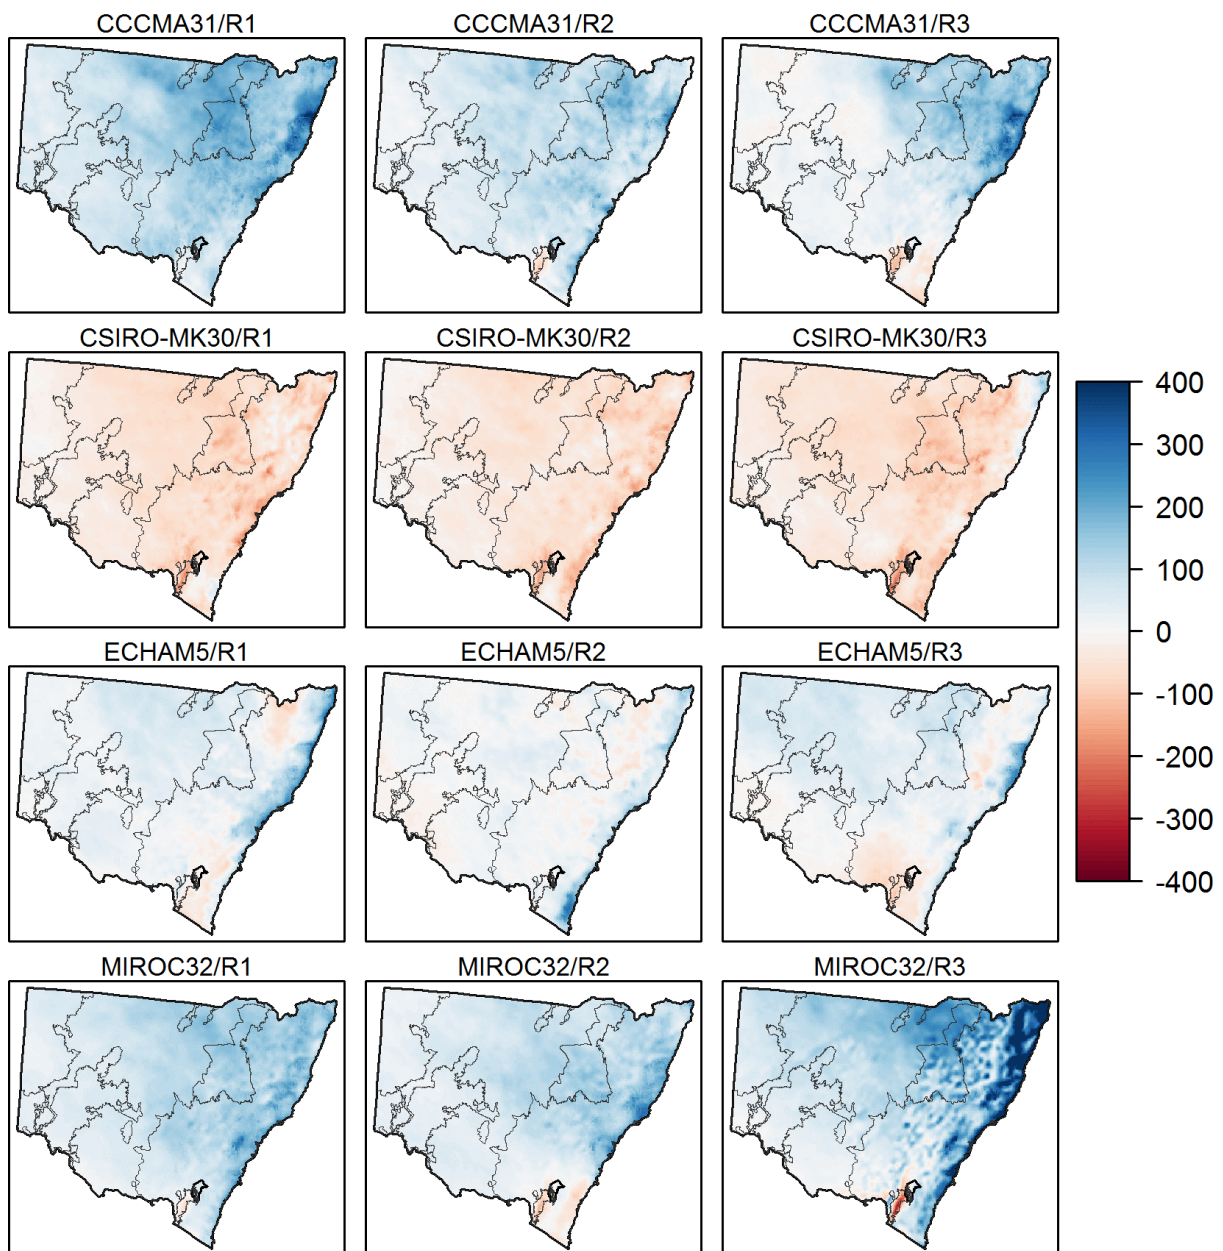 CCCMA31/R1 CCCMA31/R2 CCCMA31/R3
CSIRO-MK30/R1 CSIRO-MK30/R2 CSIRO-MK30/R3
400
300
200
100
0
-100
-200
-300
-400
ECHAM5/R1 ECHAM5/R2 ECHAM5/R3
MIROC32/R1 MIROC32/R2 MIROC32/R3